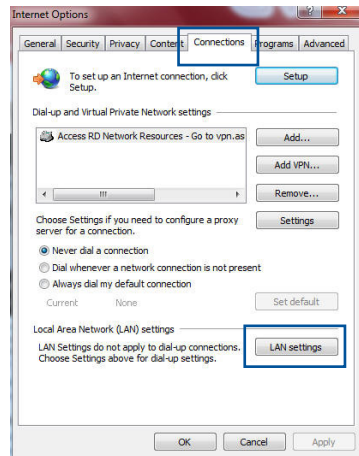 Internet Options
General Security Privacy Content Connections Programs Advanced
To set up an Internet connection, click
Setup.
Setup
Dial-up and Virtual Private Network settings
Access RD Network Resources - Go to vpn.as
Add...
Add VPN...
Remove...
Choose Settings if you need to configure a proxy
server for a connection.
Settings
Never dial a connection
Dial whenever a network connection is not present
Always dial my default connection
Current None
Set default
Local Area Network (LAN) settings
LAN Settings do not apply to dial-up connections.
Choose Settings above for dial-up settings.
LAN settings
OK Cancel Apply